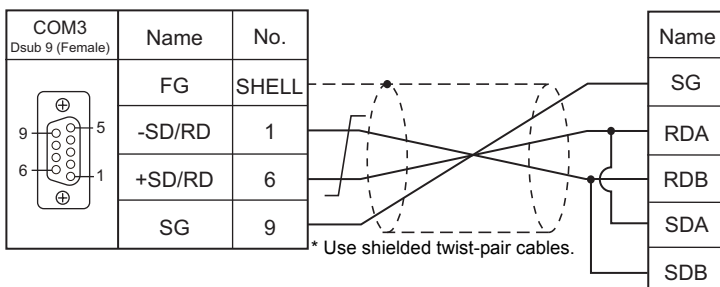 COM3
Dsub 9 (Female)
Name
No.
Name
FG
SHELL
SG
9
5
6
1
-SD/RD
1
RDA
+SD/RD
6
RDB
SG
9
SDA
* Use shielded twist-pair cables.
SDB